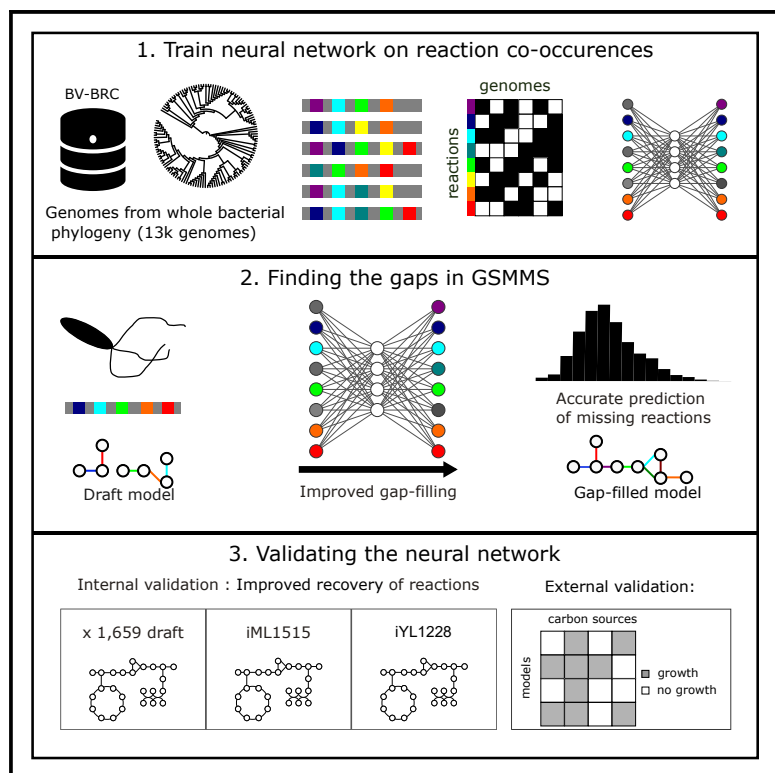 1. Train neural network on reaction co-occurences
BV-BRC
genomes
reactions
Genomes from whole bacterial
phylogeny (13k genomes)
2. Finding the gaps in GSMMS
Accurate prediction
of missing reactions
Draft model
Improved gap-filling
Gap-filled model
3. Validating the neural network
Internal validation : Improved recovery of reactions
External validation:
x 1,659 draft
iML1515
iYL1228
carbon sources
models
growth
no growth